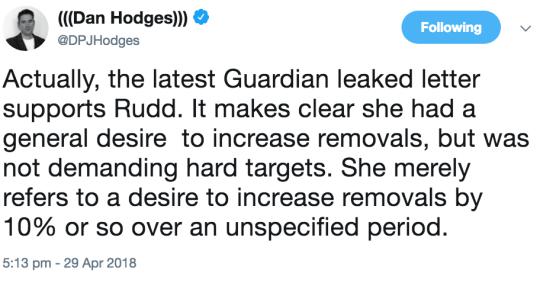 (((Dan Hodges)))
@DPJHodges
Following
Actually, the latest Guardian leaked letter
supports Rudd. It makes clear she had a
general desire  to increase removals, but was
not demanding hard targets. She merely
refers to a desire to increase removals by
10% or so over an unspecified period.
5:13 pm - 29 Apr 2018